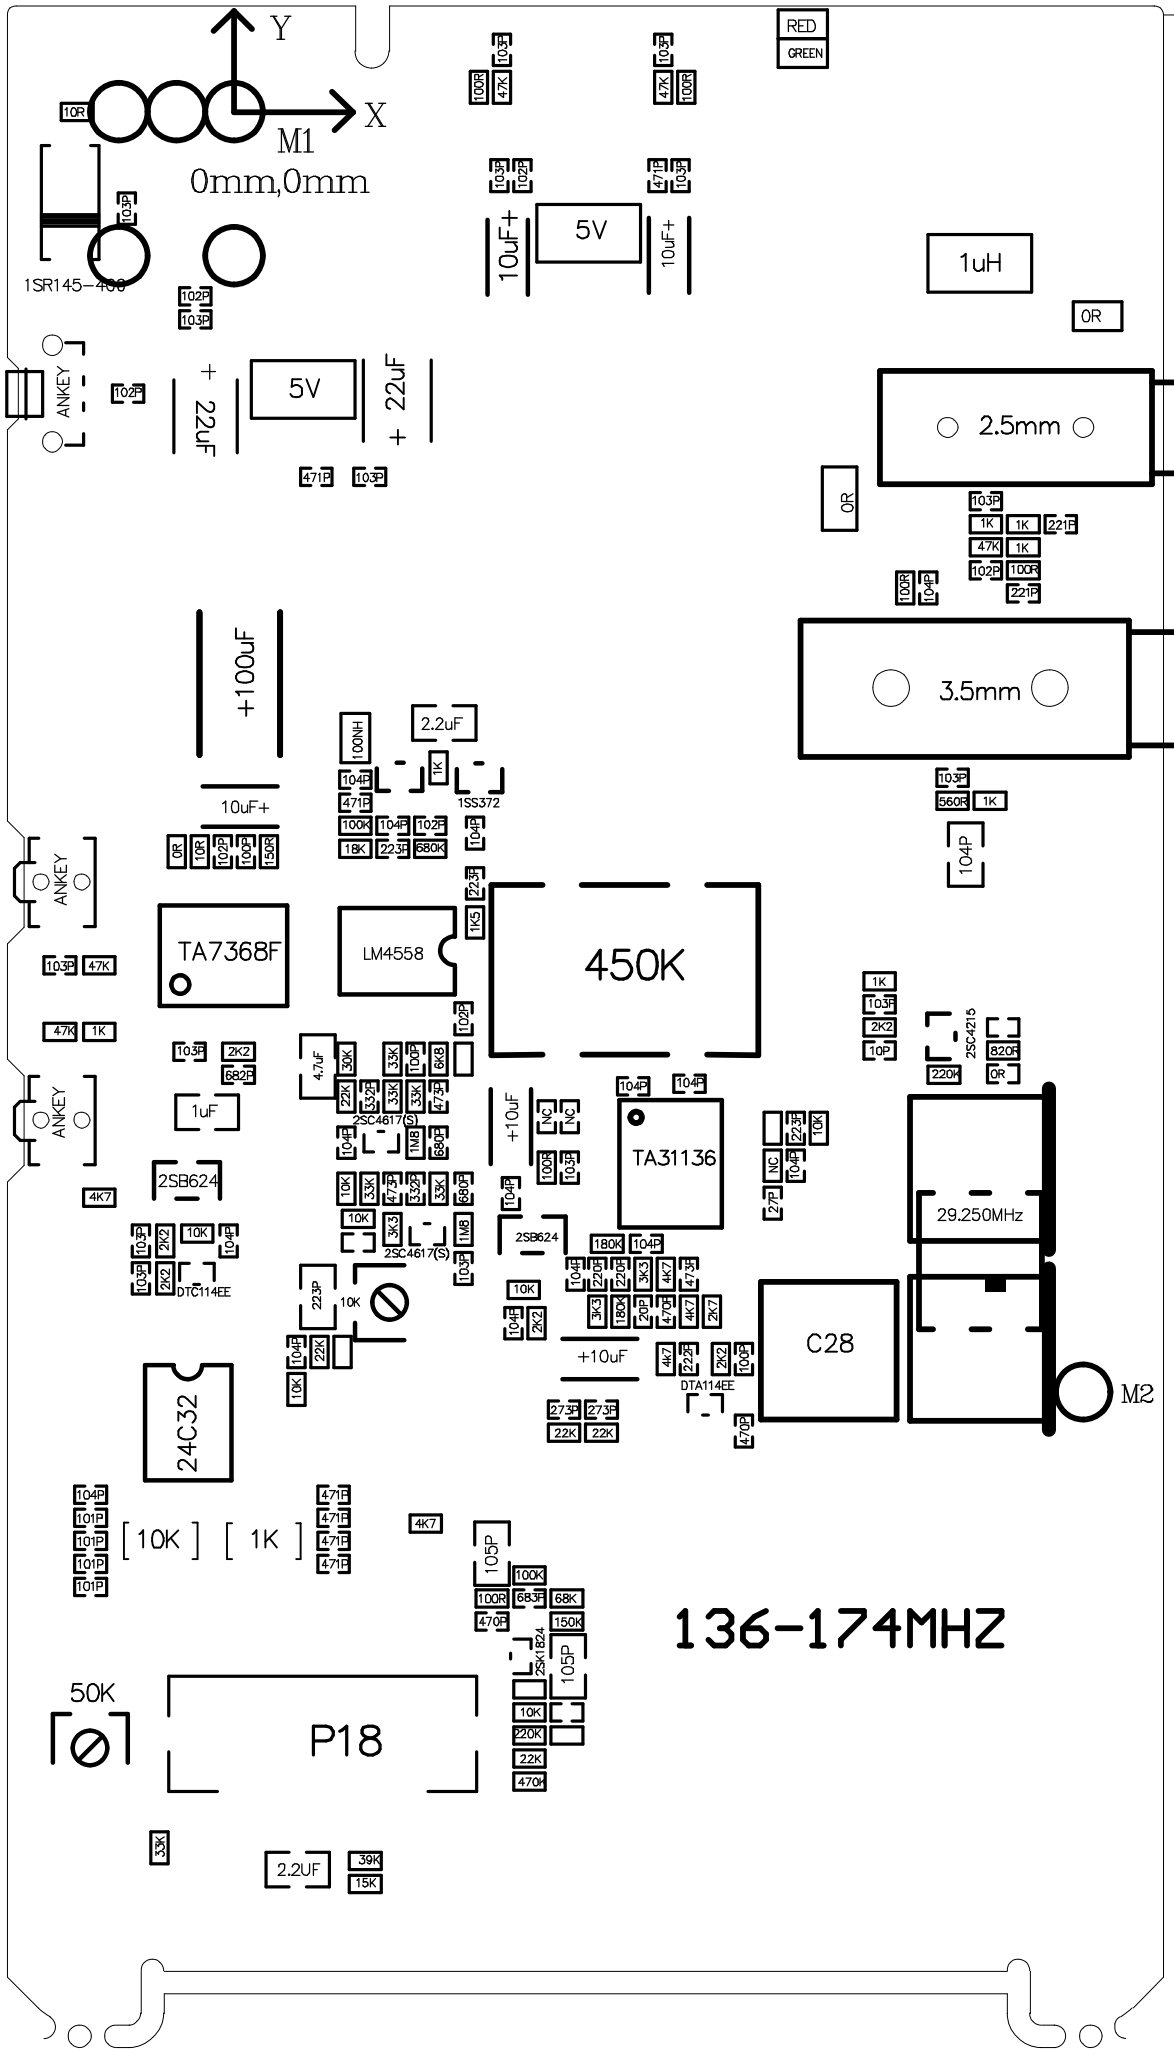 Y
RED
GREEN
103P
103P
100R
47K
47K
100R
10R
X
M1
0mm,0mm
103P
102P
471P
103P
103P
10uF+
5V
10uF+
1uH
1SR145-400
102P
103P
0R
ANKEY
102P
+ 22uF
5V
+ 22uF
2.5mm
471P
103P
0R
103P
1K
1K
221P
47K
1K
102P
100R
221P
100R
104P
+100uF
3.5mm
100NH
2.2uF
1K
104P
471P
1SS372
103P
560R
1K
10uF+
100K
104P
102P
104P
18K
223P
680K
0R
10R
102P
100P
150R
104P
ANKEY
223P
1K5
TA7368F
LM4558
450K
103P
47K
1K
103P
2K2
10P
2SC4215
820R
220K
0R
47K
1K
102P
103P
2K2
682P
4.7uF
30K
33K
100P
6K8
22K
332P
33K
33K
473P
104P
104P
ANKEY
1uF
2SC4617(S)
104P
1M8
680P
+10uF
NC
NC
TA31136
223P
10K
NC
104P
27P
100R
103P
2SB624
4K7
10K
33K
473P
332P
33K
680P
104P
29.250MHz
10K
3K3
1M8
2SC4617(S)
103P
2SB624
180K
104P
103P
2K2
10K
104P
103P
2K2
DTC114EE
223P
10K
10K
104P
220P
220P
3K3
4K7
473P
104P
2K2
3K3
180K
20P
470P
4K7
2K7
C28
104P
22K
10K
+10uF
4K7
222P
2K2
100P
DTA114EE
M2
24C32
273P
273P
22K
22K
470P
104P
101P
101P
101P
101P
10K
1K
471P
471P
471P
471P
4K7
105P
100K
100R
683P
68K
470P
150K
2SK1824
105P
136-174MHZ
50K
P18
10K
220K
22K
470K
33K
2.2UF
39K
15K